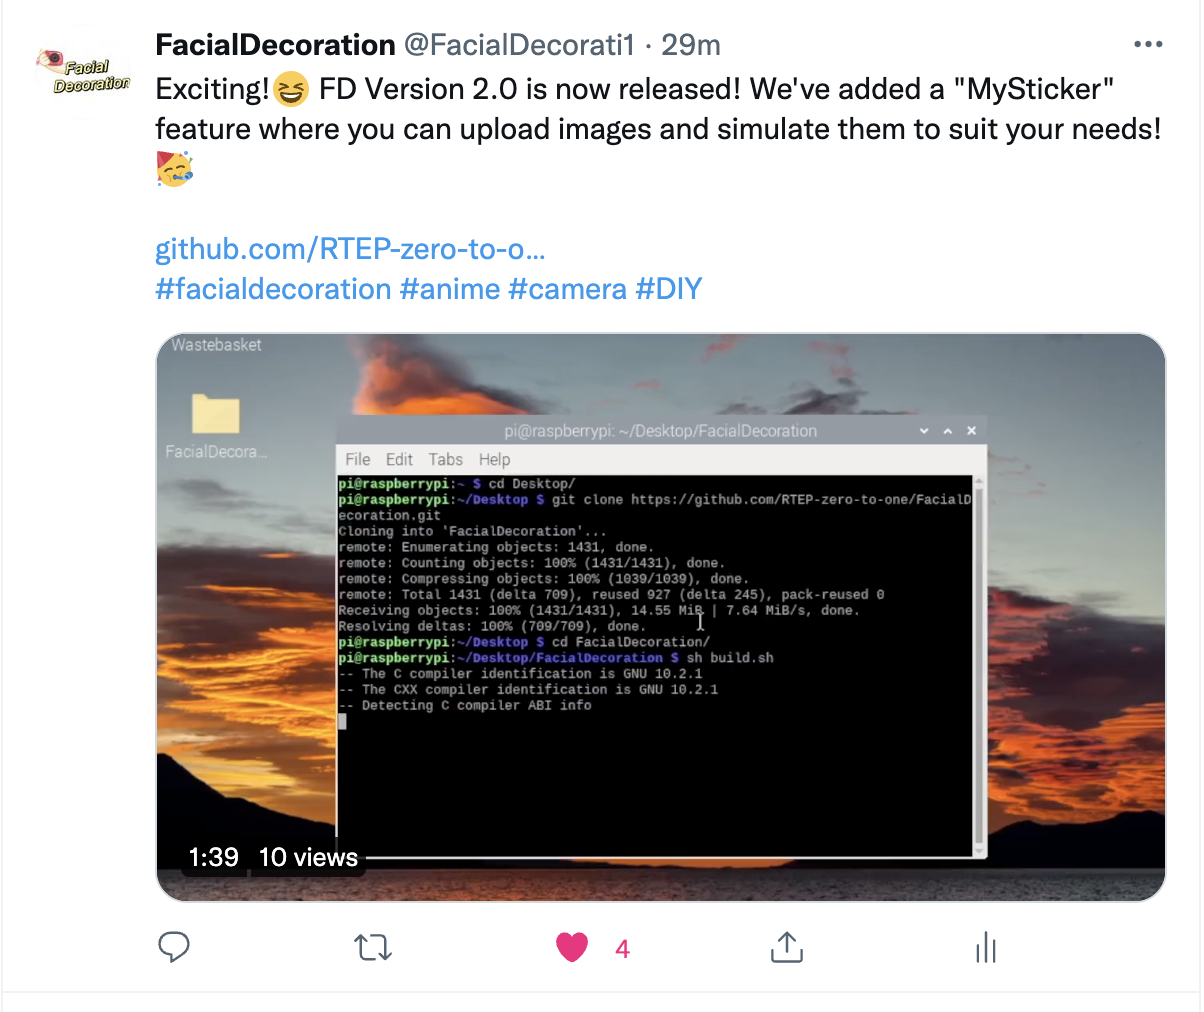 Facial
Decoration
FacialDecoration @FacialDecorati1 · 29m
Exciting!😆 FD Version 2.0 is now released! We've added a "MySticker"
feature where you can upload images and simulate them to suit your needs!
🥳
github.com/RTEP-zero-to-o...
#facialdecoration #anime #camera #DIY
Wastebasket
FacialDecora...
pi@raspberrypi: ~/Desktop/FacialDecoration
File Edit Tabs Help
pi@raspberrypi:~ $ cd Desktop/
pi@raspberrypi:~/Desktop $ git clone https://github.com/RTEP-zero-to-one/FacialD
ecoration.git
Cloning into 'FacialDecoration'...
remote: Enumerating objects: 1431, done.
remote: Counting objects: 100% (1431/1431), done.
remote: Compressing objects: 100% (1039/1039), done.
remote: Total 1431 (delta 709), reused 927 (delta 245), pack-reused 0
Receiving objects: 100% (1431/1431), 14.55 MiB | 7.64 MiB/s, done.
Resolving deltas: 100% (709/709), done.
pi@raspberrypi:~/Desktop $ cd FacialDecoration/
pi@raspberrypi:~/Desktop/FacialDecoration $ sh build.sh
-- The C compiler identification is GNU 10.2.1
-- The CXX compiler identification is GNU 10.2.1
-- Detecting C compiler ABI info
1:39 10 views
4